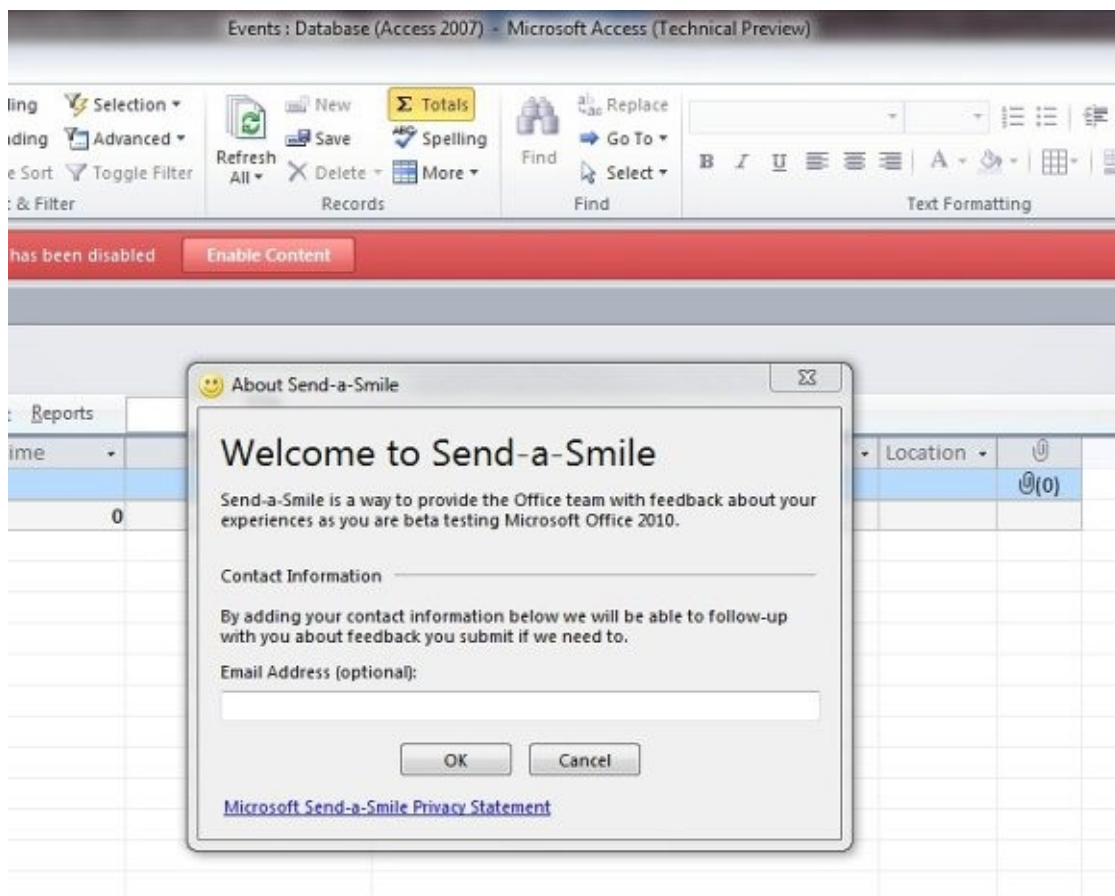 Events : Database (Access 2007) - Microsoft Access (Technical Preview)
Selection New Σ Totals Replace
Advanced Save Spelling Go To
Sort Toggle Filter Refresh All Delete More Find Select B I U A
& Filter Records Find Text Formatting
has been disabled Enable Content
About Send-a-Smile
Reports
Welcome to Send-a-Smile
Location
(0)
Send-a-Smile is a way to provide the Office team with feedback about your
experiences as you are beta testing Microsoft Office 2010.
0
Contact Information
By adding your contact information below we will be able to follow-up
with you about feedback you submit if we need to.
Email Address (optional):
OK Cancel
Microsoft Send-a-Smile Privacy Statement